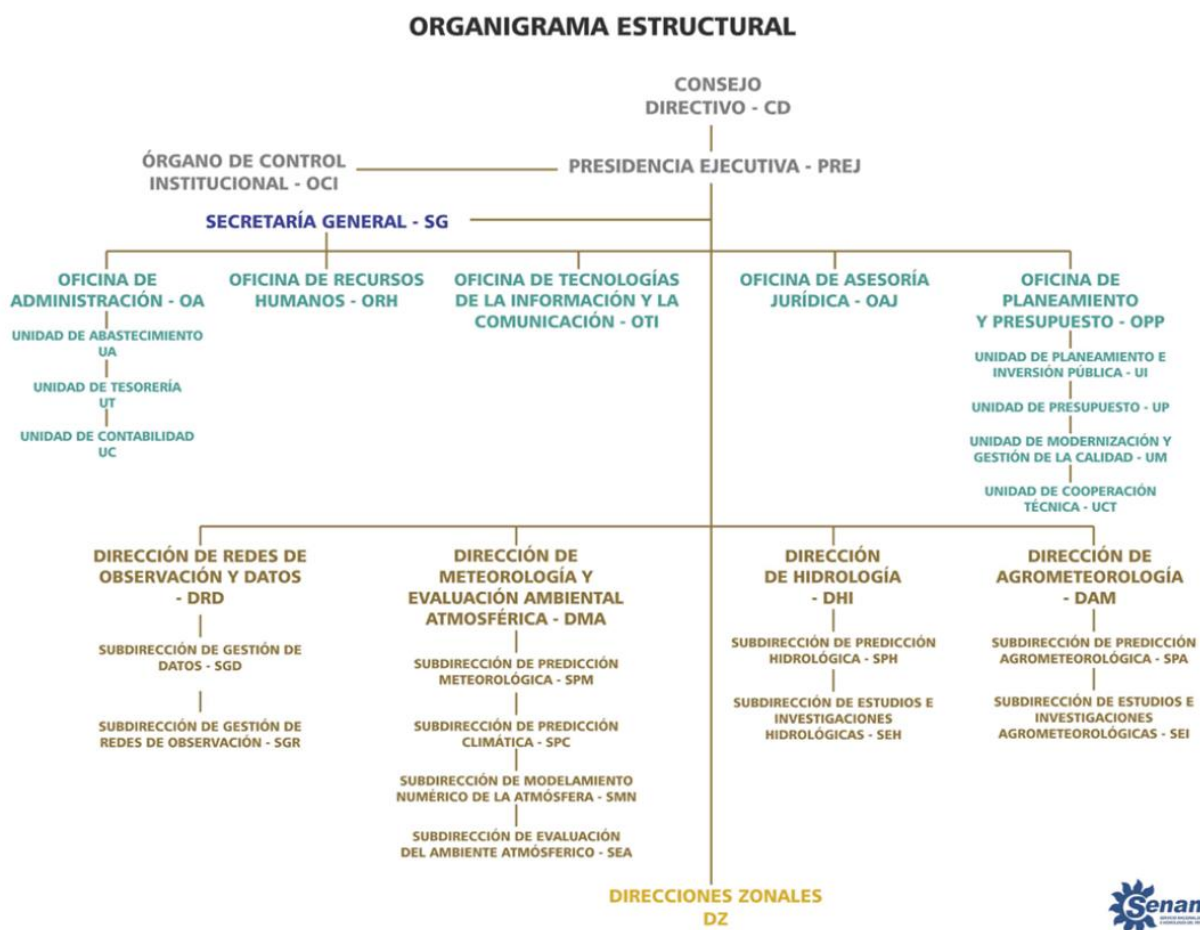 ORGANIGRAMA ESTRUCTURAL
CONSEJO
DIRECTIVO - CD
ÓRGANO DE CONTROL
INSTITUCIONAL - OCI
PRESIDENCIA EJECUTIVA - PREJ
SECRETARÍA GENERAL - SG
OFICINA DE
ADMINISTRACIÓN - OA
UNIDAD DE ABASTECIMIENTO
UA
UNIDAD DE TESORERÍA
UT
UNIDAD DE CONTABILIDAD
UC
OFICINA DE RECURSOS
HUMANOS - ORH
OFICINA DE TECNOLOGÍAS
DE LA INFORMACIÓN Y LA
COMUNICACIÓN - OTI
OFICINA DE ASESORÍA
JURÍDICA - OAJ
OFICINA DE
PLANEAMIENTO
Y PRESUPUESTO - OPP
UNIDAD DE PLANEAMIENTO E
INVERSIÓN PÚBLICA - UI
UNIDAD DE PRESUPUESTO - UP
UNIDAD DE MODERNIZACIÓN Y
GESTIÓN DE LA CALIDAD - UM
UNIDAD DE COOPERACIÓN
TÉCNICA - UCT
DIRECCIÓN DE REDES DE
OBSERVACIÓN Y DATOS
- DRD
SUBDIRECCIÓN DE GESTIÓN DE
DATOS - SGD
SUBDIRECCIÓN DE GESTIÓN DE
REDES DE OBSERVACIÓN - SGR
DIRECCIÓN DE
METEOROLOGÍA Y
EVALUACIÓN AMBIENTAL
ATMOSFÉRICA - DMA
SUBDIRECCIÓN DE PREDICCIÓN
METEOROLÓGICA - SPM
SUBDIRECCIÓN DE PREDICCIÓN
CLIMÁTICA - SPC
SUBDIRECCIÓN DE MODELAMIENTO
NUMÉRICO DE LA ATMÓSFERA - SMN
SUBDIRECCIÓN DE EVALUACIÓN
DEL AMBIENTE ATMÓSFERICO - SEA
DIRECCIÓN
DE HIDROLOGÍA
- DHI
SUBDIRECCIÓN DE PREDICCIÓN
HIDROLÓGICA - SPH
SUBDIRECCIÓN DE ESTUDIOS E
INVESTIGACIONES
HIDROLÓGICAS - SEH
DIRECCIÓN DE
AGROMETEOROLOGÍA
- DAM
SUBDIRECCIÓN DE PREDICCIÓN
AGROMETEOROLÓGICA - SPA
SUBDIRECCIÓN DE ESTUDIOS E
INVESTIGACIONES
AGROMETEOROLÓGICAS - SEI
DIRECCIONES ZONALES
DZ
Senam